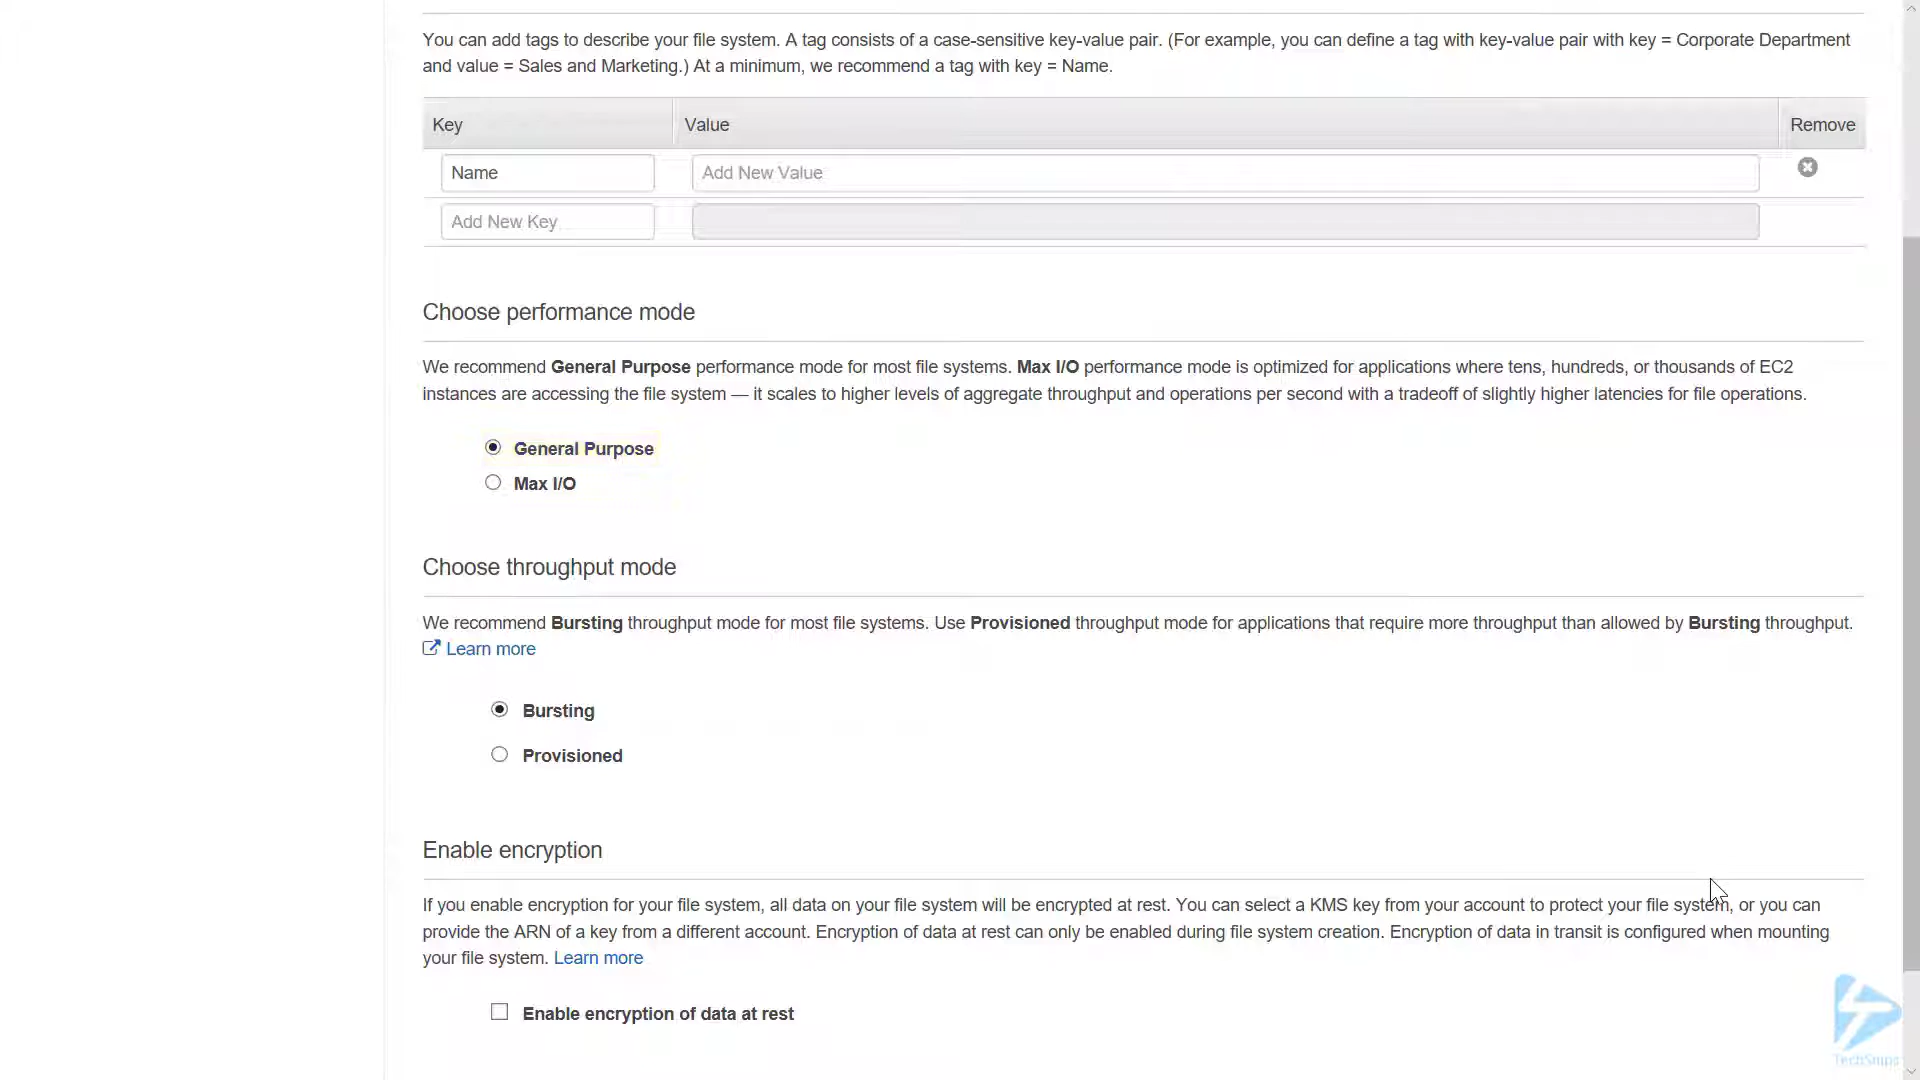 You can add tags to describe your file system. A tag consists of a case-sensitive key-value pair. (For example, you can define a tag with key-value pair with key = Corporate Department
and value = Sales and Marketing.) At a minimum, we recommend a tag with key = Name.
Key Value Remove
Name Add New Value
Add New Key
Choose performance mode
We recommend General Purpose performance mode for most file systems. Max I/O performance mode is optimized for applications where tens, hundreds, or thousands of EC2
instances are accessing the file system — it scales to higher levels of aggregate throughput and operations per second with a tradeoff of slightly higher latencies for file operations.
General Purpose
Max I/O
Choose throughput mode
We recommend Bursting throughput mode for most file systems. Use Provisioned throughput mode for applications that require more throughput than allowed by Bursting throughput.
Learn more
Bursting
Provisioned
Enable encryption
If you enable encryption for your file system, all data on your file system will be encrypted at rest. You can select a KMS key from your account to protect your file system, or you can
provide the ARN of a key from a different account. Encryption of data at rest can only be enabled during file system creation. Encryption of data in transit is configured when mounting
your file system. Learn more
Enable encryption of data at rest
TechSnips